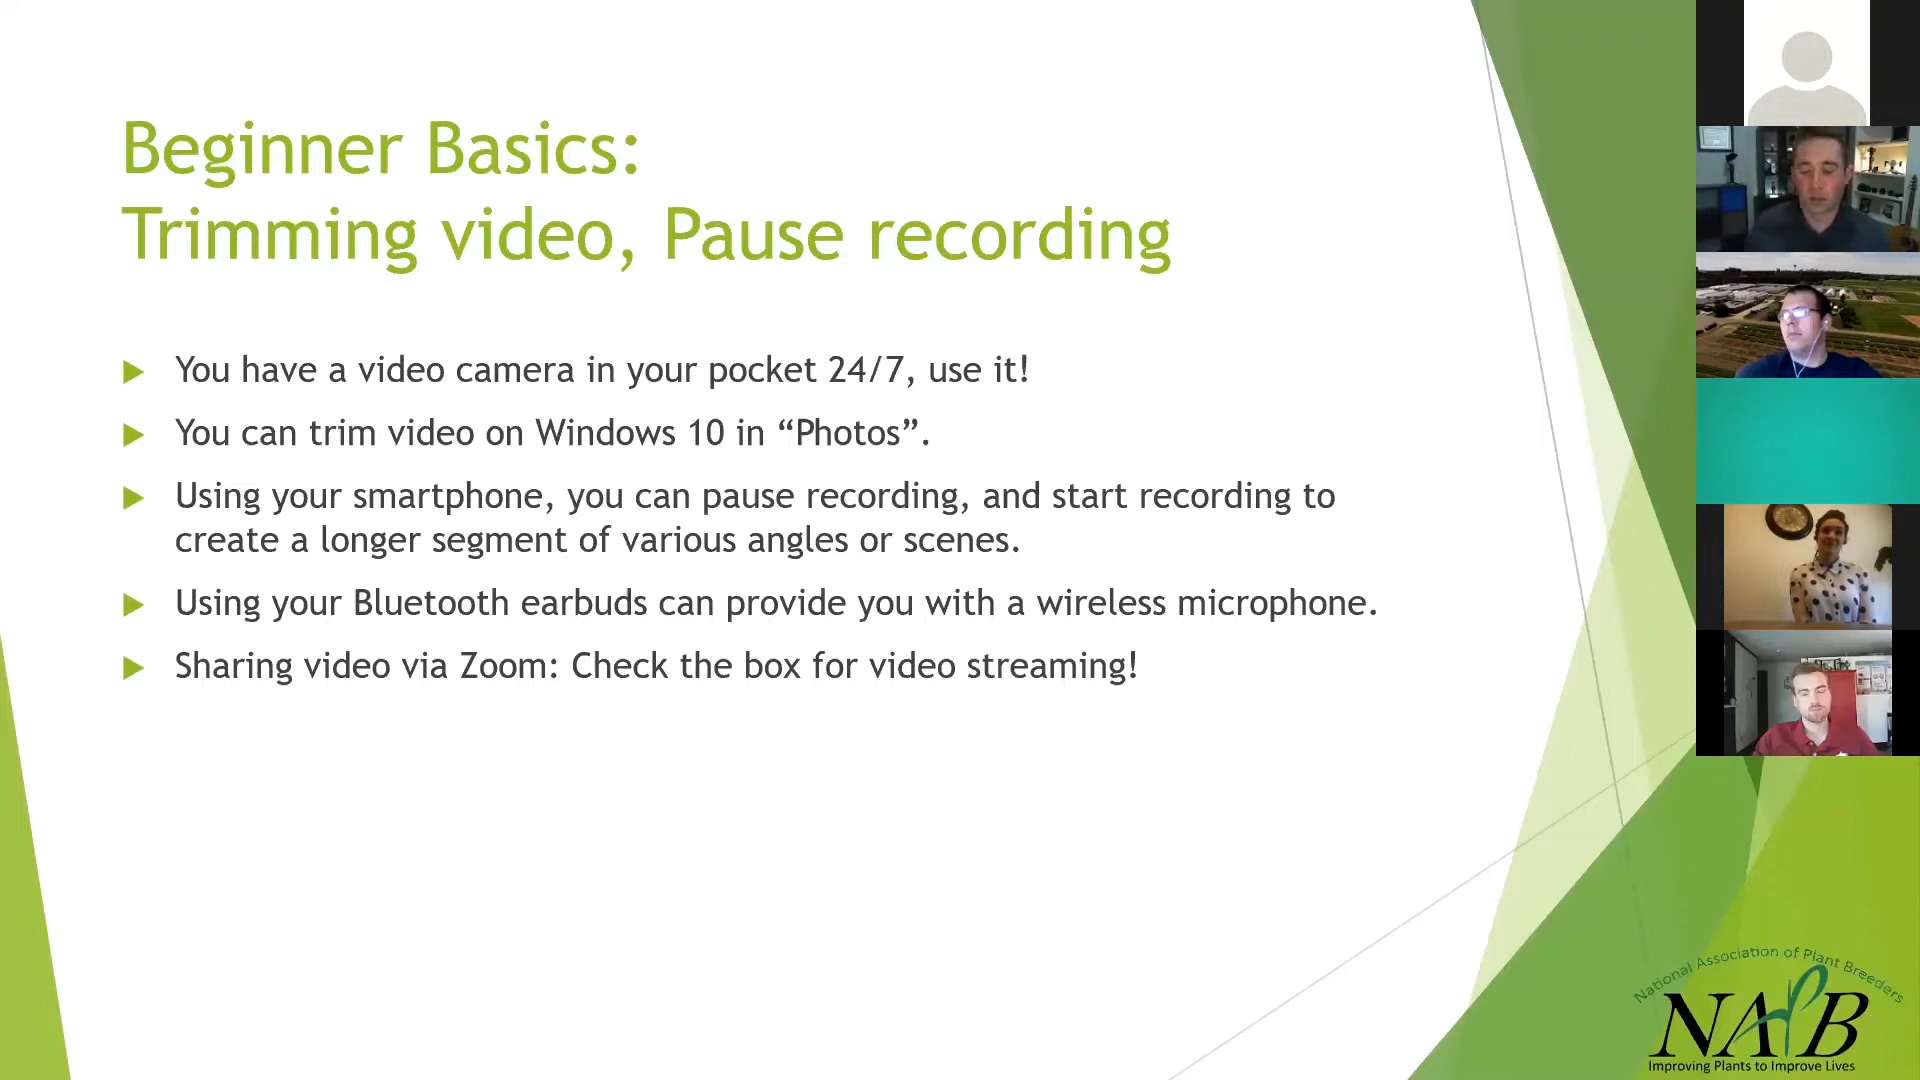 Beginner Basics:
Trimming video, Pause recording
You have a video camera in your pocket 24/7, use it!
You can trim video on Windows 10 in “Photos”.
Using your smartphone, you can pause recording, and start recording to
create a longer segment of various angles or scenes.
Using your Bluetooth earbuds can provide you with a wireless microphone.
Sharing video via Zoom: Check the box for video streaming!
National Association of Plant Breeders
NAPB
Improving Plants to Improve Lives